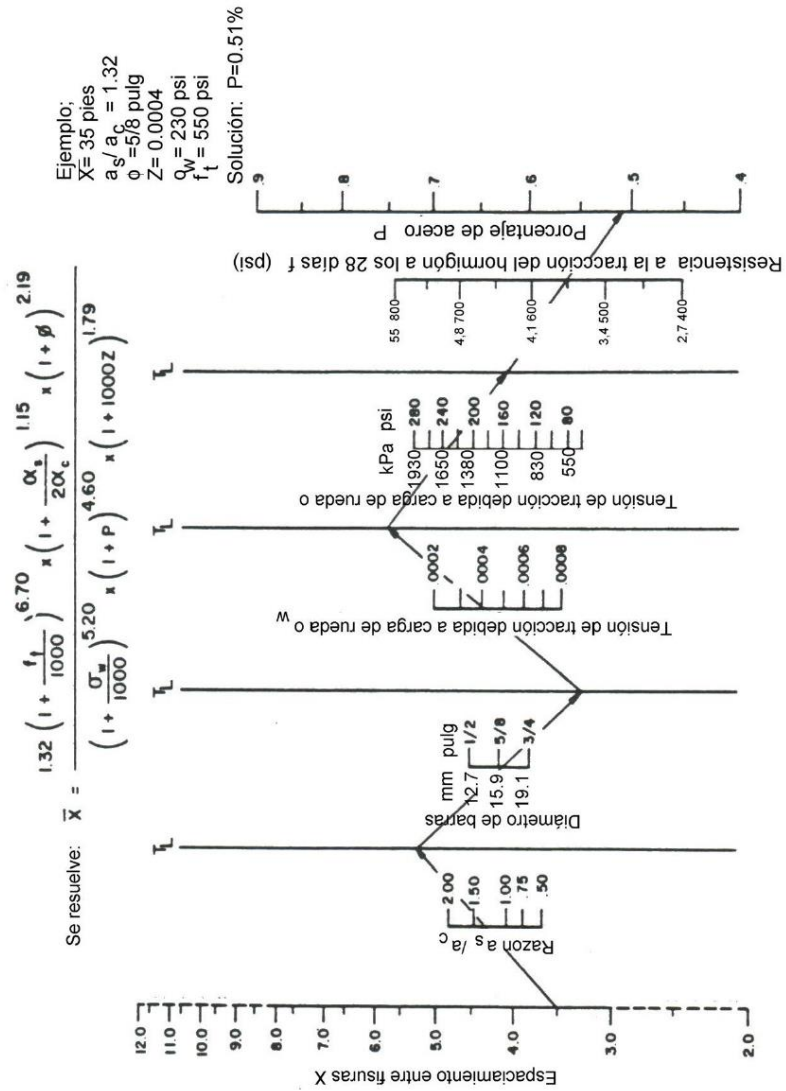 Se resuelve: X̄ =
1.32 (1 + f_t/1000)^6.70 x (1 + α_s/2α_c)^1.15 x (1 + ø)^2.19
(1 + σ_w/1000)^5.20 x (1 + P)^4.60 x (1 + 1000Z)^1.79
Ejemplo;
X̄= 35 pies
a_s/ a_c = 1.32
ϕ =5/8 pulg
Z= 0.0004
σ_w = 230 psi
f_t = 550 psi
Solución: P=0.51%
Espaciamiento entre fisuras X
12.0
11.0
10.0
9.0
8.0
7.0
6.0
5.0
4.0
3.0
2.0
Razon a_s /a_c
2.00
1.50
1.00
.75
.50
TL
Diámetro de barras
mm pulg
12.7 1/2
15.9 5/8
19.1 3/4
TL
Tensión de tracción debida a carga de rueda o_w
.0002
.0004
.0006
.0008
TL
Tensión de tracción debida a carga de rueda o
kPa psi
1930 280
1650 240
1380 200
1100 160
830 120
550 80
TL
Resistencia a la traccción del hormigón a los 28 días f (psi)
55 800
4,8 700
4,1 600
3,4 500
2,7 400
Porcentaje de acero P
.9
.8
.7
.6
.5
.4